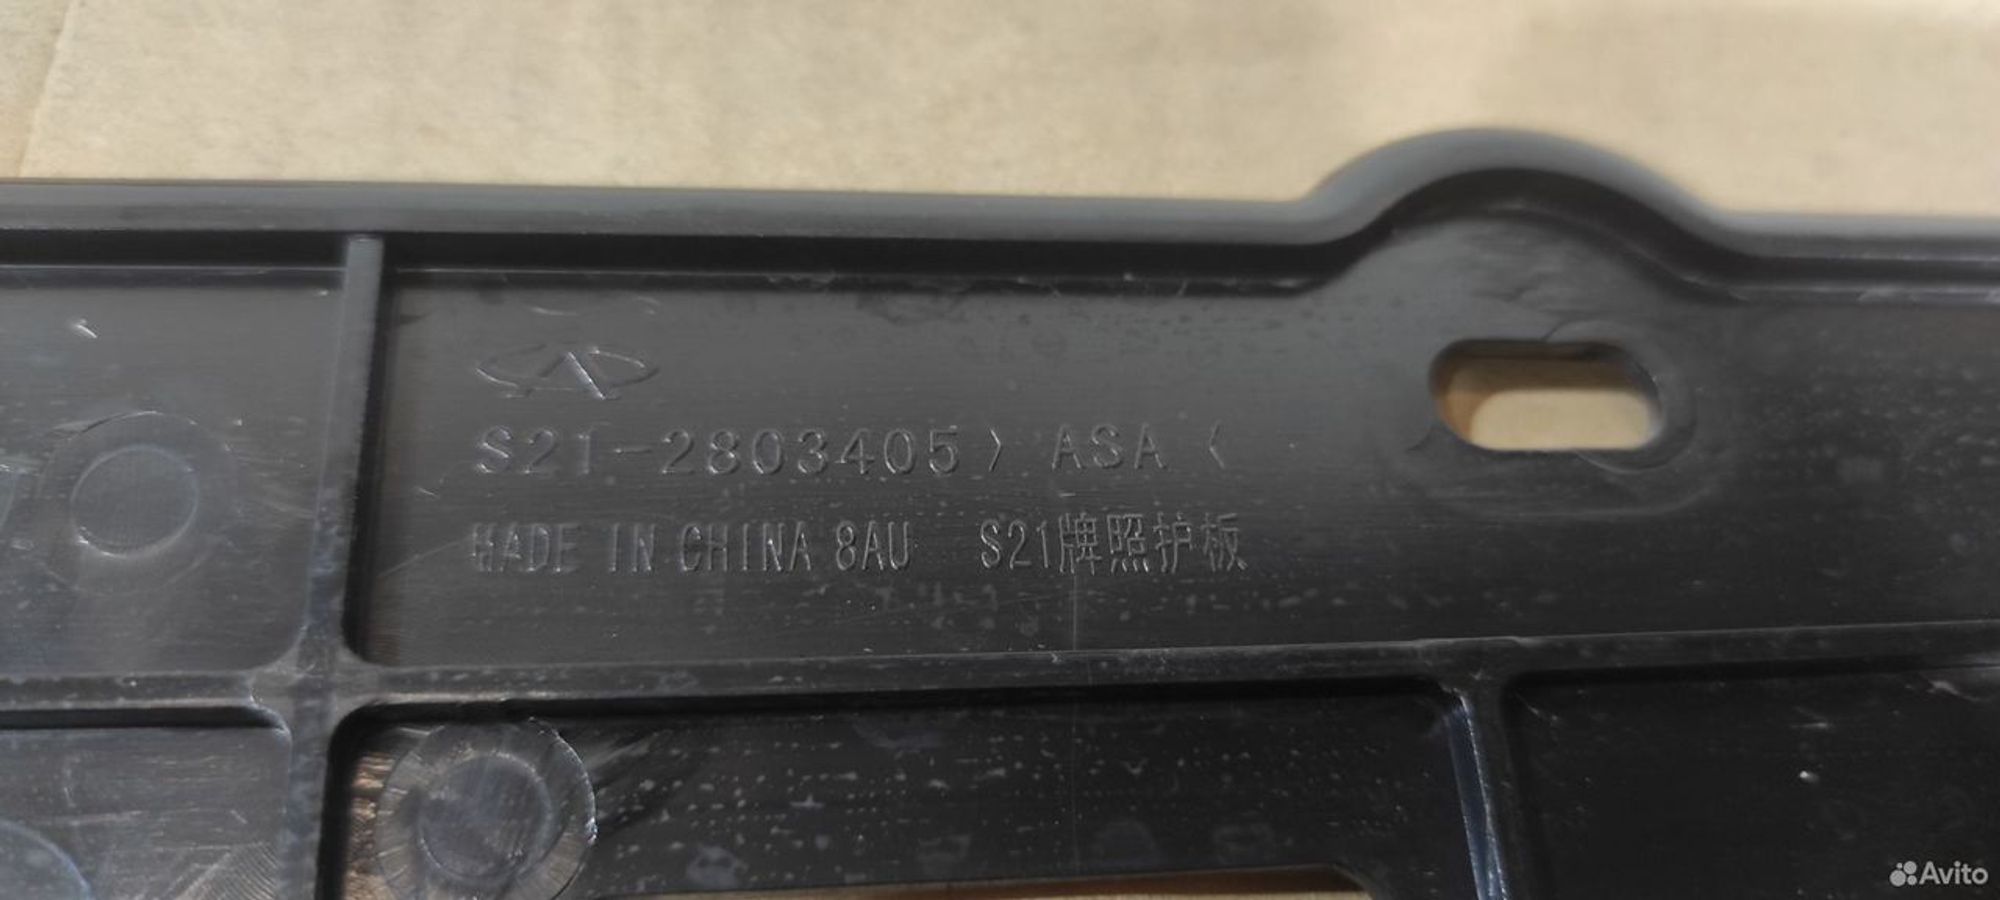 S21-2803405> ASA <
MADE IN CHINA 8AU S21牌照护板
Avito